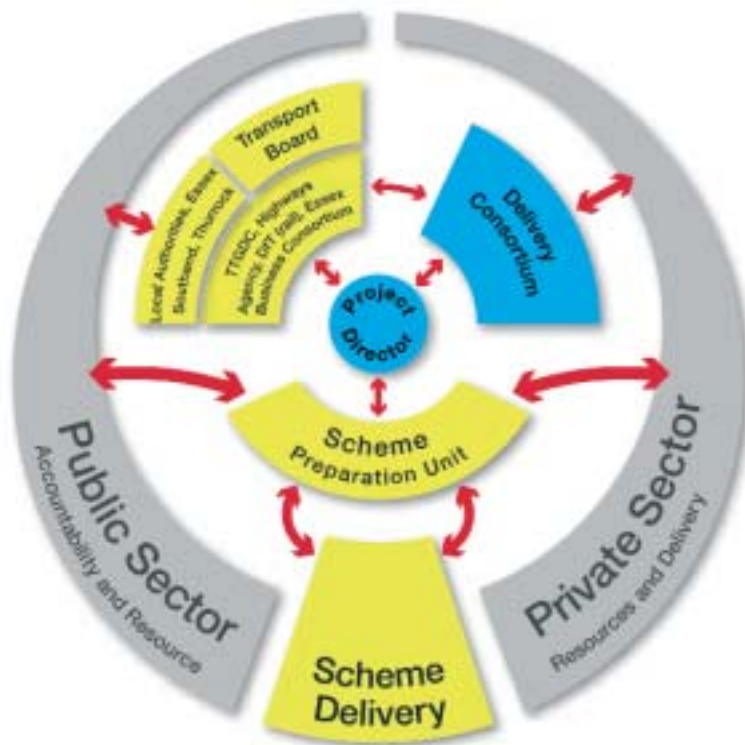 Transport
Board
Local Authorities, Essex
Southend, Thurrock
TTGDC, Highways
Agency, DfT (rail), Essex
Business Consortium
Delivery
Consortium
Project
Director
Scheme
Preparation Unit
Public Sector
Accountability and Resource
Private Sector
Resources and Delivery
Scheme
Delivery